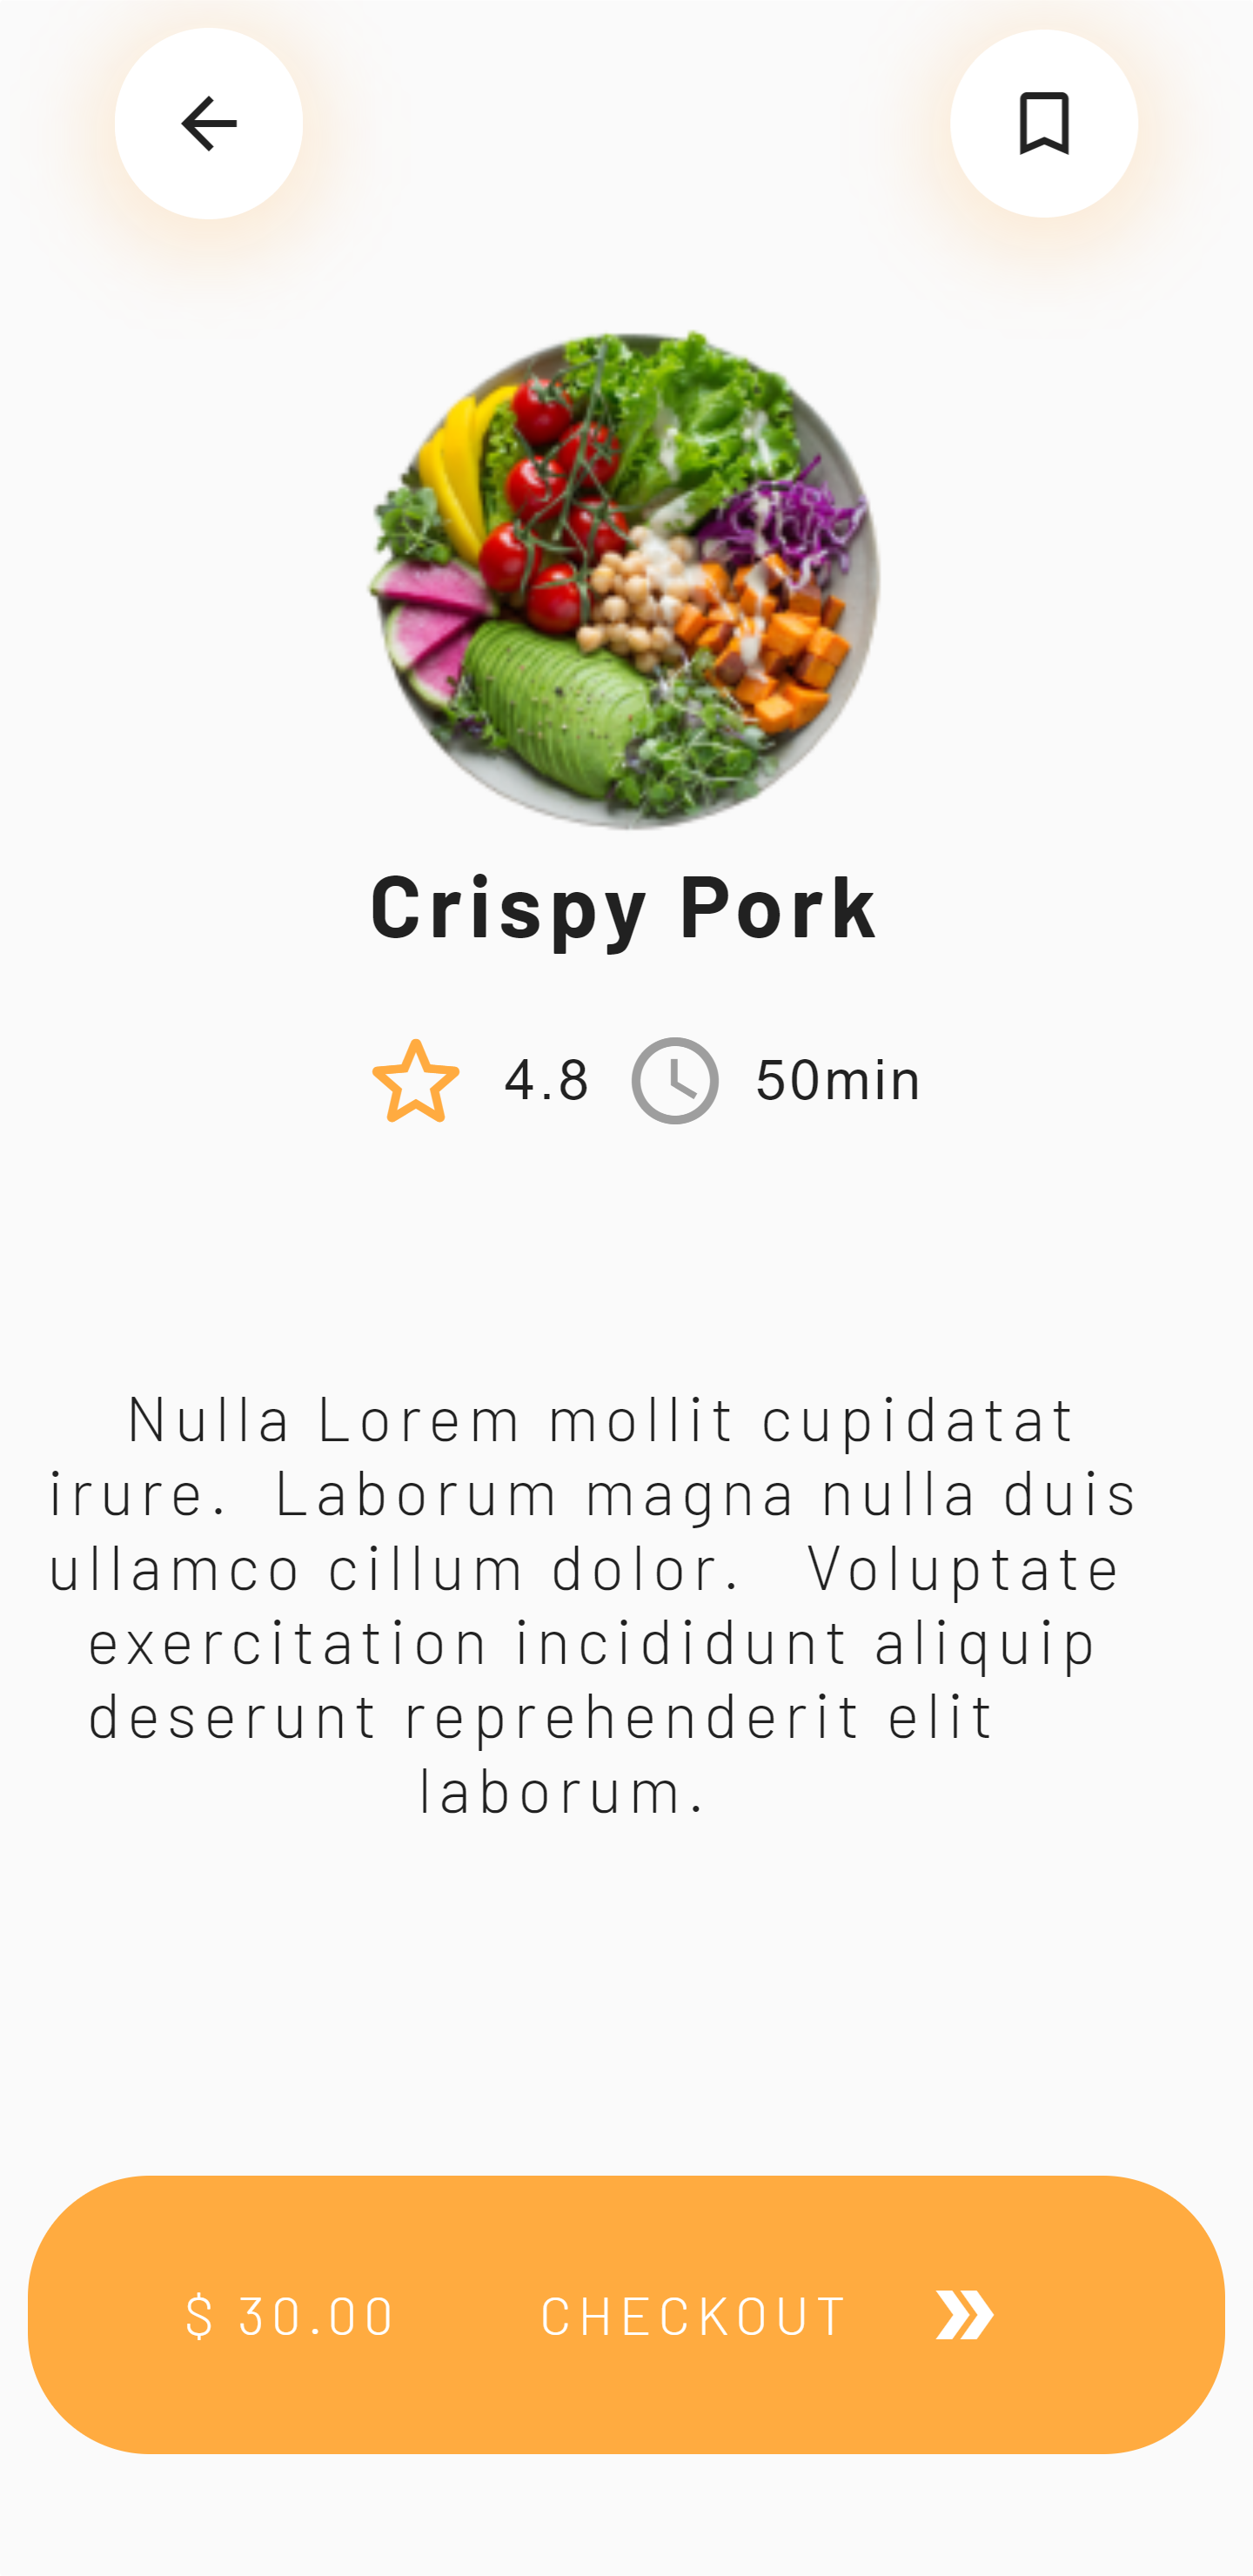 Crispy Pork
4.8 50min
Nulla Lorem mollit cupidatat
irure.  Laborum magna nulla duis
ullamco cillum dolor.   Voluptate
exercitation incididunt aliquip
deserunt reprehenderit elit
laborum.
$ 30.00 CHECKOUT